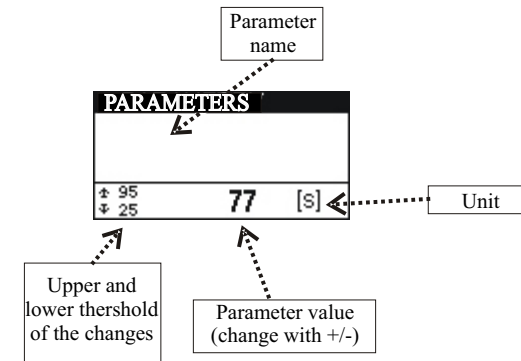 Parameter
name
PARAMETERS
95
25
77
[S]
Unit
Upper and
lower thershold
of the changes
Parameter value
(change with +/-)